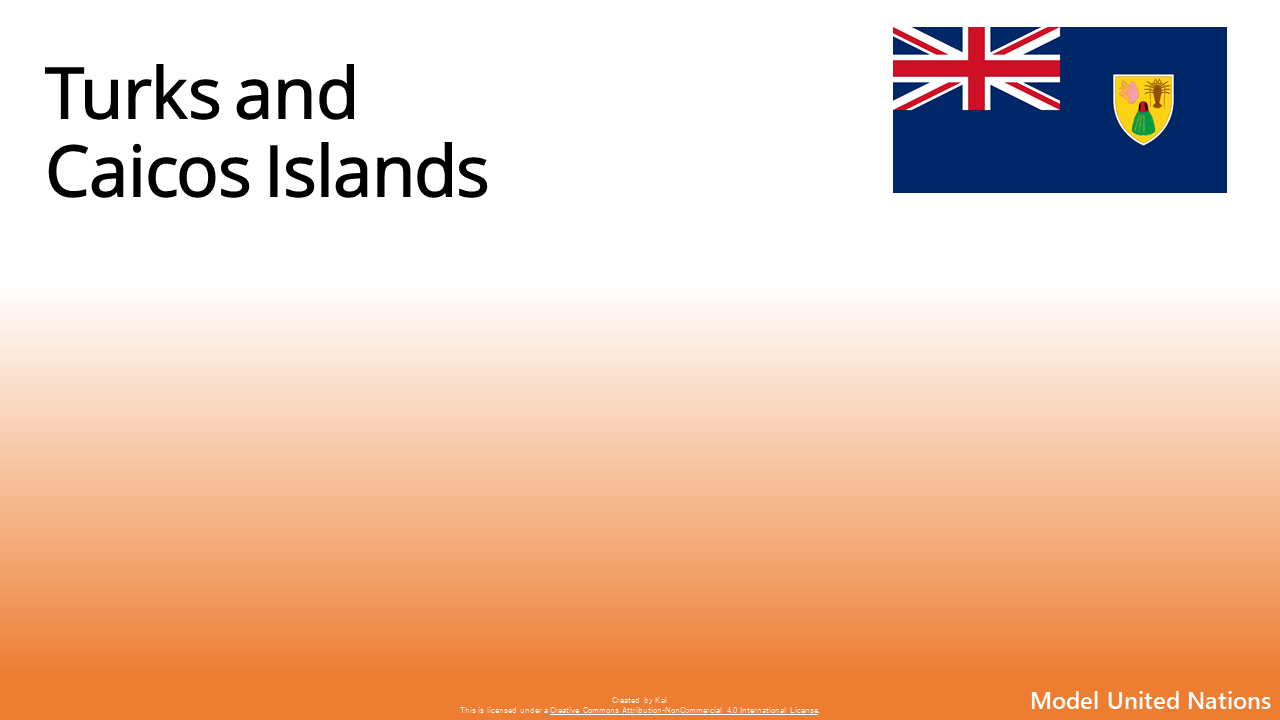 Turks and
Caicos Islands
Created by Kai
This is licensed under a Creative Commons Attribution-NonCommercial 4.0 International License.
Model United Nations